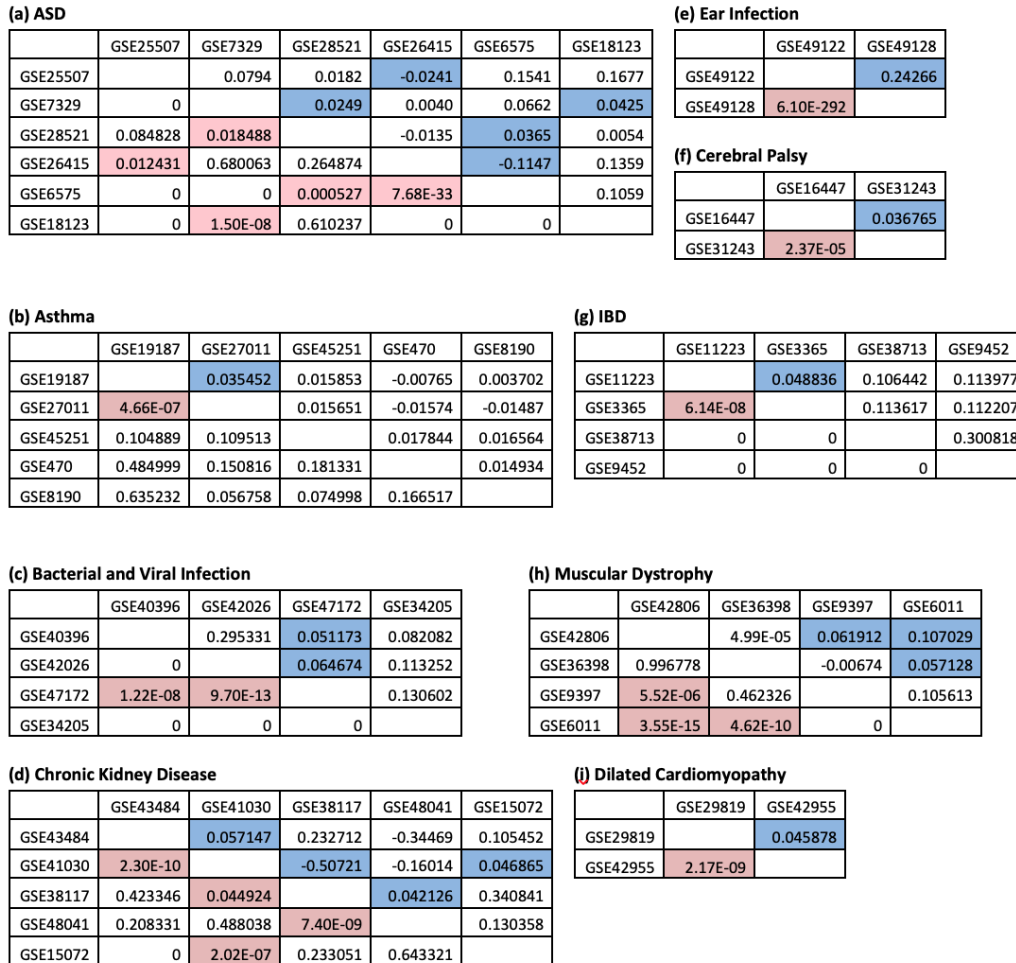 (a) ASD
GSE25507 GSE7329 GSE28521 GSE26415 GSE6575 GSE18123
GSE25507 0.0794 0.0182 -0.0241 0.1541 0.1677
GSE7329 0 0.0249 0.0040 0.0662 0.0425
GSE28521 0.084828 0.018488 -0.0135 0.0365 0.0054
GSE26415 0.012431 0.680063 0.264874 -0.1147 0.1359
GSE6575 0 0 0.000527 7.68E-33 0.1059
GSE18123 0 1.50E-08 0.610237 0 0
(e) Ear Infection
GSE49122 GSE49128
GSE49122 0.24266
GSE49128 6.10E-292
(f) Cerebral Palsy
GSE16447 GSE31243
GSE16447 0.036765
GSE31243 2.37E-05
(b) Asthma
GSE19187 GSE27011 GSE45251 GSE470 GSE8190
GSE19187 0.035452 0.015853 -0.00765 0.003702
GSE27011 4.66E-07 0.015651 -0.01574 -0.01487
GSE45251 0.104889 0.109513 0.017844 0.016564
GSE470 0.484999 0.150816 0.181331 0.014934
GSE8190 0.635232 0.056758 0.074998 0.166517
(g) IBD
GSE11223 GSE3365 GSE38713 GSE9452
GSE11223 0.048836 0.106442 0.113977
GSE3365 6.14E-08 0.113617 0.112207
GSE38713 0 0 0.300818
GSE9452 0 0 0
(c) Bacterial and Viral Infection
GSE40396 GSE42026 GSE47172 GSE34205
GSE40396 0.295331 0.051173 0.082082
GSE42026 0 0.064674 0.113252
GSE47172 1.22E-08 9.70E-13 0.130602
GSE34205 0 0 0
(h) Muscular Dystrophy
GSE42806 GSE36398 GSE9397 GSE6011
GSE42806 4.99E-05 0.061912 0.107029
GSE36398 0.996778 -0.00674 0.057128
GSE9397 5.52E-06 0.462326 0.105613
GSE6011 3.55E-15 4.62E-10 0
(d) Chronic Kidney Disease
GSE43484 GSE41030 GSE38117 GSE48041 GSE15072
GSE43484 0.057147 0.232712 -0.34469 0.105452
GSE41030 2.30E-10 -0.50721 -0.16014 0.046865
GSE38117 0.423346 0.044924 0.042126 0.340841
GSE48041 0.208331 0.488038 7.40E-09 0.130358
GSE15072 0 2.02E-07 0.233051 0.643321
(i) Dilated Cardiomyopathy
GSE29819 GSE42955
GSE29819 0.045878
GSE42955 2.17E-09